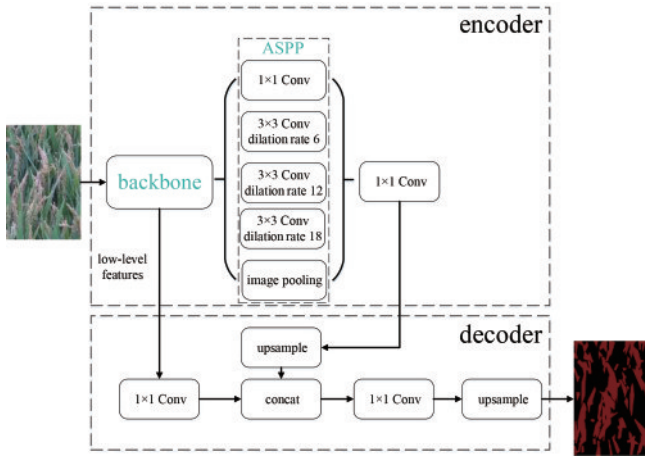 encoder
ASPP
1×1 Conv
3×3 Conv
dilation rate 6
backbone
3×3 Conv
dilation rate 12
1×1 Conv
3×3 Conv
dilation rate 18
low-level
features
image pooling
decoder
upsample
1×1 Conv
concat
1×1 Conv
upsample